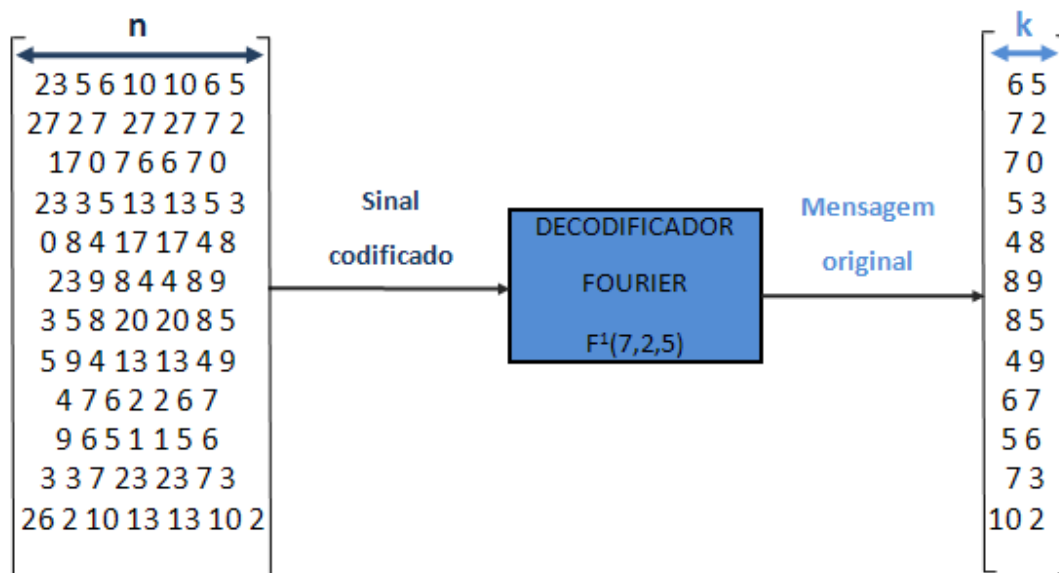 n
23 5 6 10 10 6 5
27 2 7 27 27 7 2
17 0 7 6 6 7 0
23 3 5 13 13 5 3
0 8 4 17 17 4 8
23 9 8 4 4 8 9
3 5 8 20 20 8 5
5 9 4 13 13 4 9
4 7 6 2 2 6 7
9 6 5 1 1 5 6
3 3 7 23 23 7 3
26 2 10 13 13 10 2
Sinal
codificado
DECODIFICADOR
FOURIER
F¹(7,2,5)
Mensagem
original
k
6 5
7 2
7 0
5 3
4 8
8 9
8 5
4 9
6 7
5 6
7 3
10 2